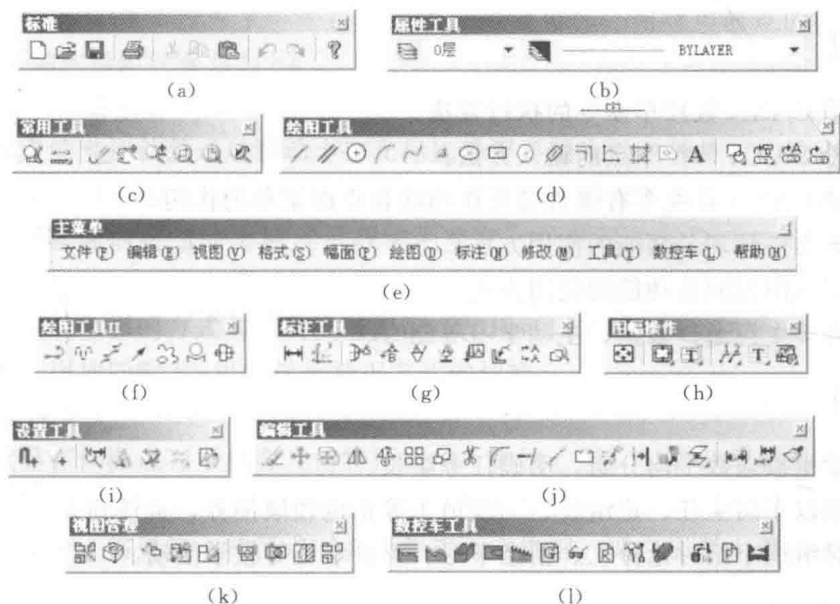 标准
属性工具
0层 BYLAYER
(a)
(b)
常用工具
绘图工具
A
(c)
(d)
主菜单
文件(F) 编辑(E) 视图(V) 格式(S) 幅面(P) 绘图(D) 标注(N) 修改(M) 工具(T) 数控车(L) 帮助(H)
(e)
绘图工具II
标注工具
图幅操作
(f)
(g)
(h)
设置工具
编辑工具
(i)
(j)
视图管理
数控车工具
(k)
(l)